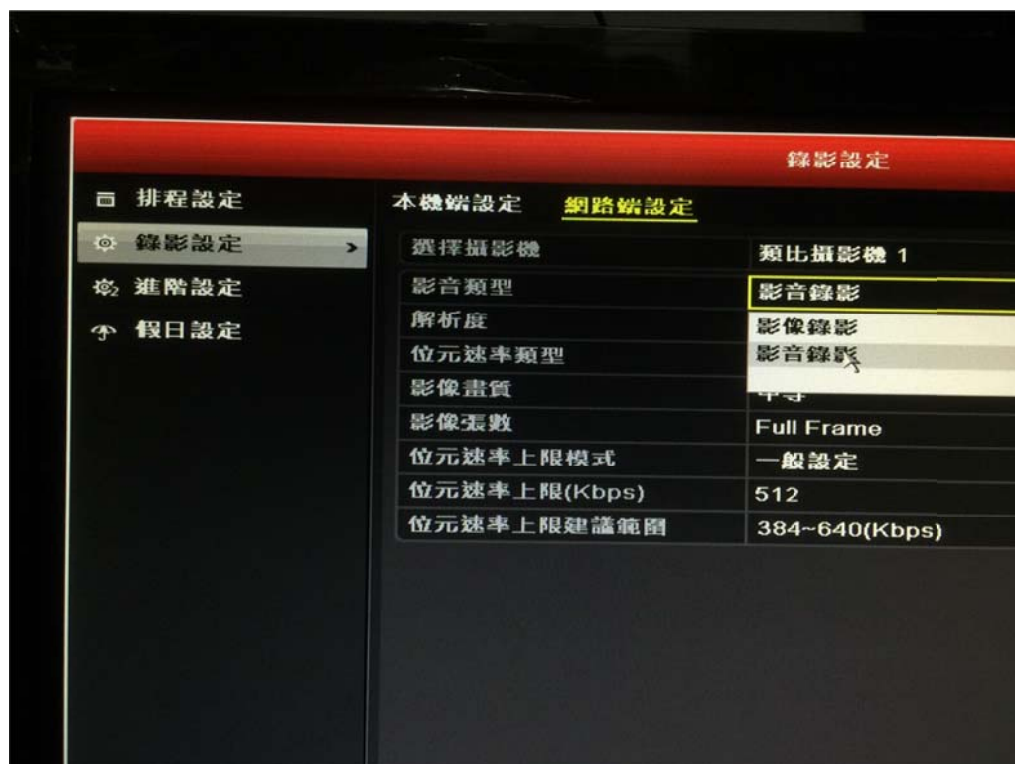 錄影設定
排程設定
錄影設定
進階設定
假日設定
本機端設定 網路端設定
選擇攝影機 類比攝影機 1
影音類型 影音錄影
影像錄影
影音錄影
解析度
位元速率類型
影像畫質 中等
影像張數 Full Frame
位元速率上限模式 一般設定
位元速率上限(Kbps) 512
位元速率上限建議範圍 384~640(Kbps)